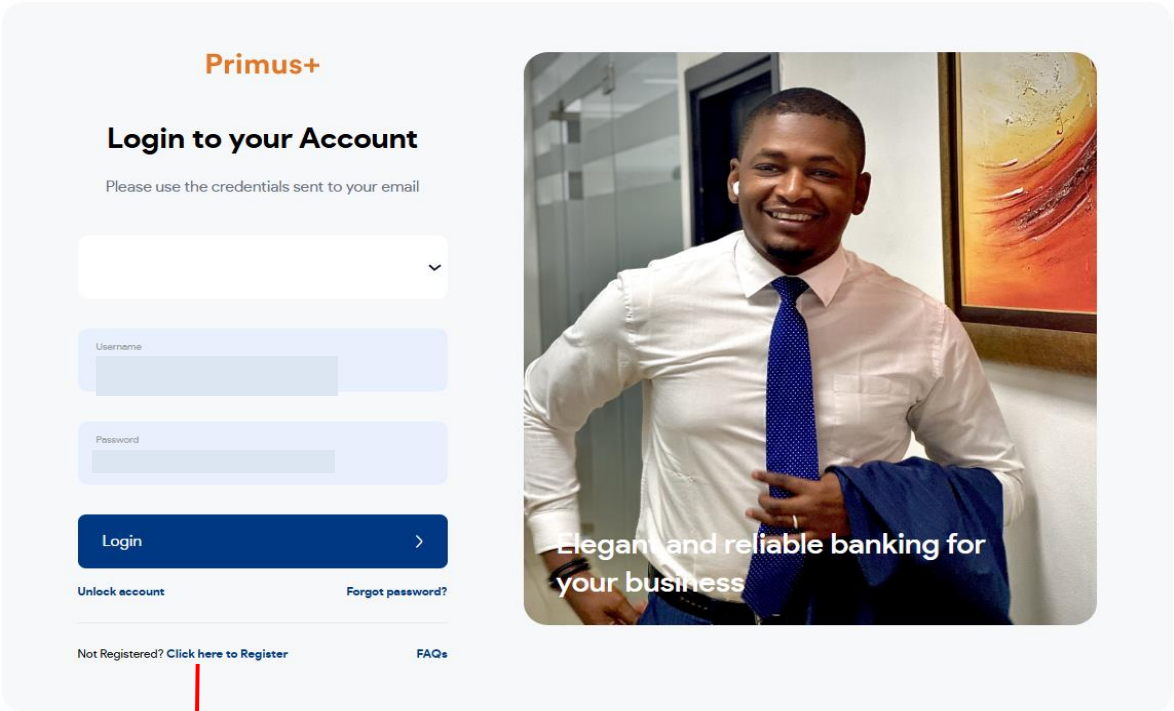 Primus+
Login to your Account
Please use the credentials sent to your email
Username
Password
Login
Unlock account
Forgot password?
Not Registered? Click here to Register
FAQs
Elegant and reliable banking for
your business